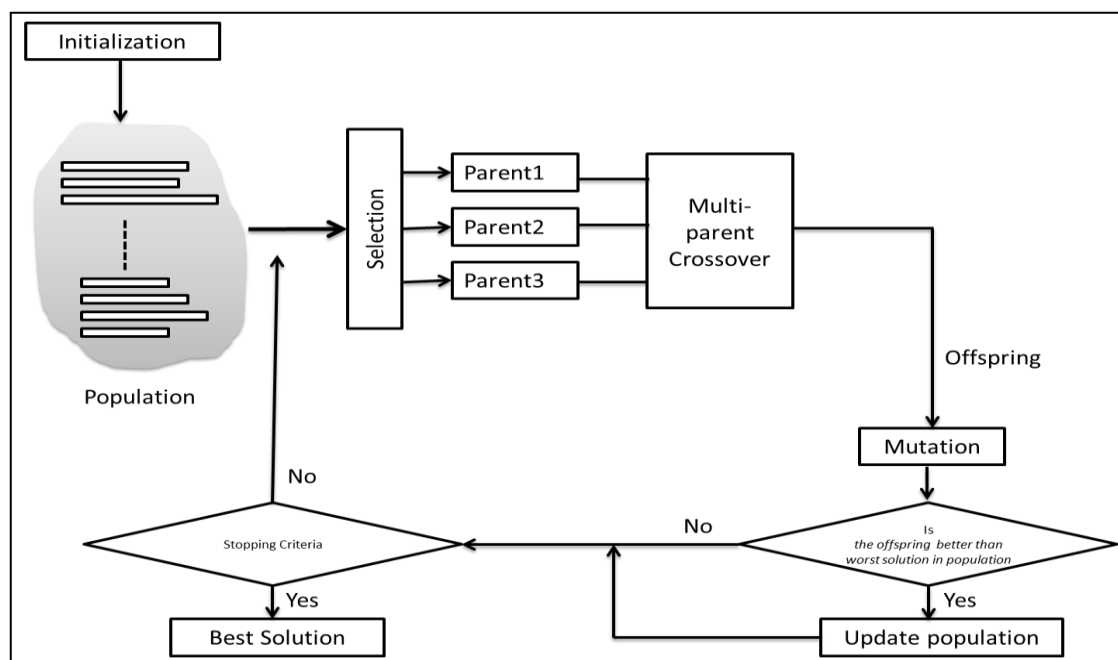 Initialization
Population
Selection
Parent1
Parent2
Parent3
Multi-
parent
Crossover
Offspring
Mutation
Is
the offspring better than
worst solution in population
No
Yes
Update population
Stopping Criteria
No
Yes
Best Solution